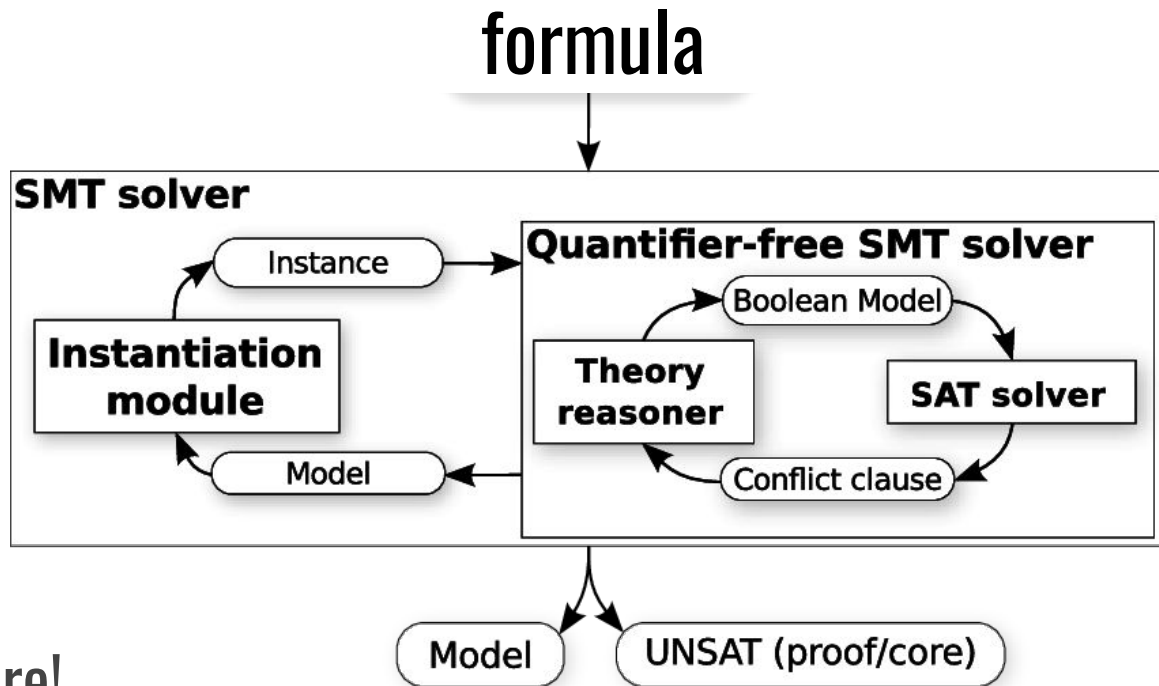 formula
SMT solver
Quantifier-free SMT solver
Instance
Boolean Model
Instantiation
module
Theory
reasoner
SAT solver
Model
Conflict clause
Model
UNSAT (proof/core)